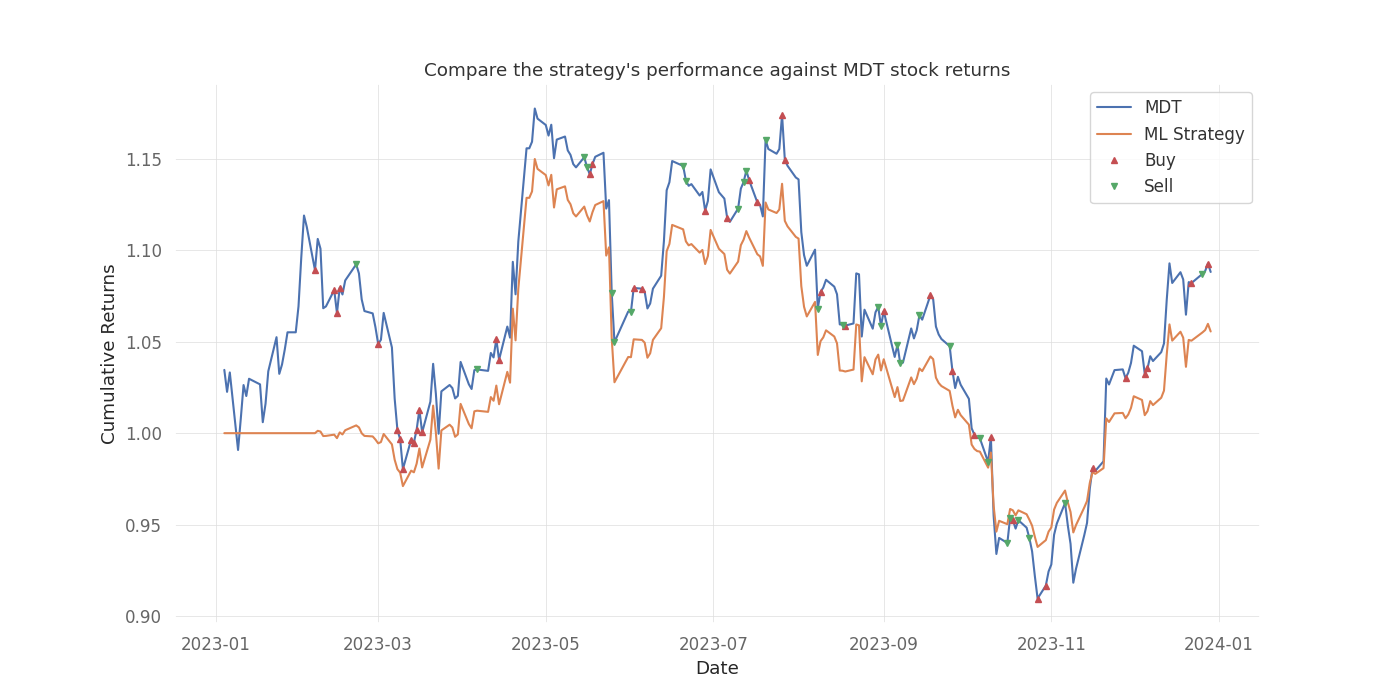 Compare the strategy's performance against MDT stock returns
MDT
ML Strategy
Buy
Sell
Cumulative Returns
1.15
1.10
1.05
1.00
0.95
0.90
2023-01
2023-03
2023-05
2023-07
2023-09
2023-11
2024-01
Date